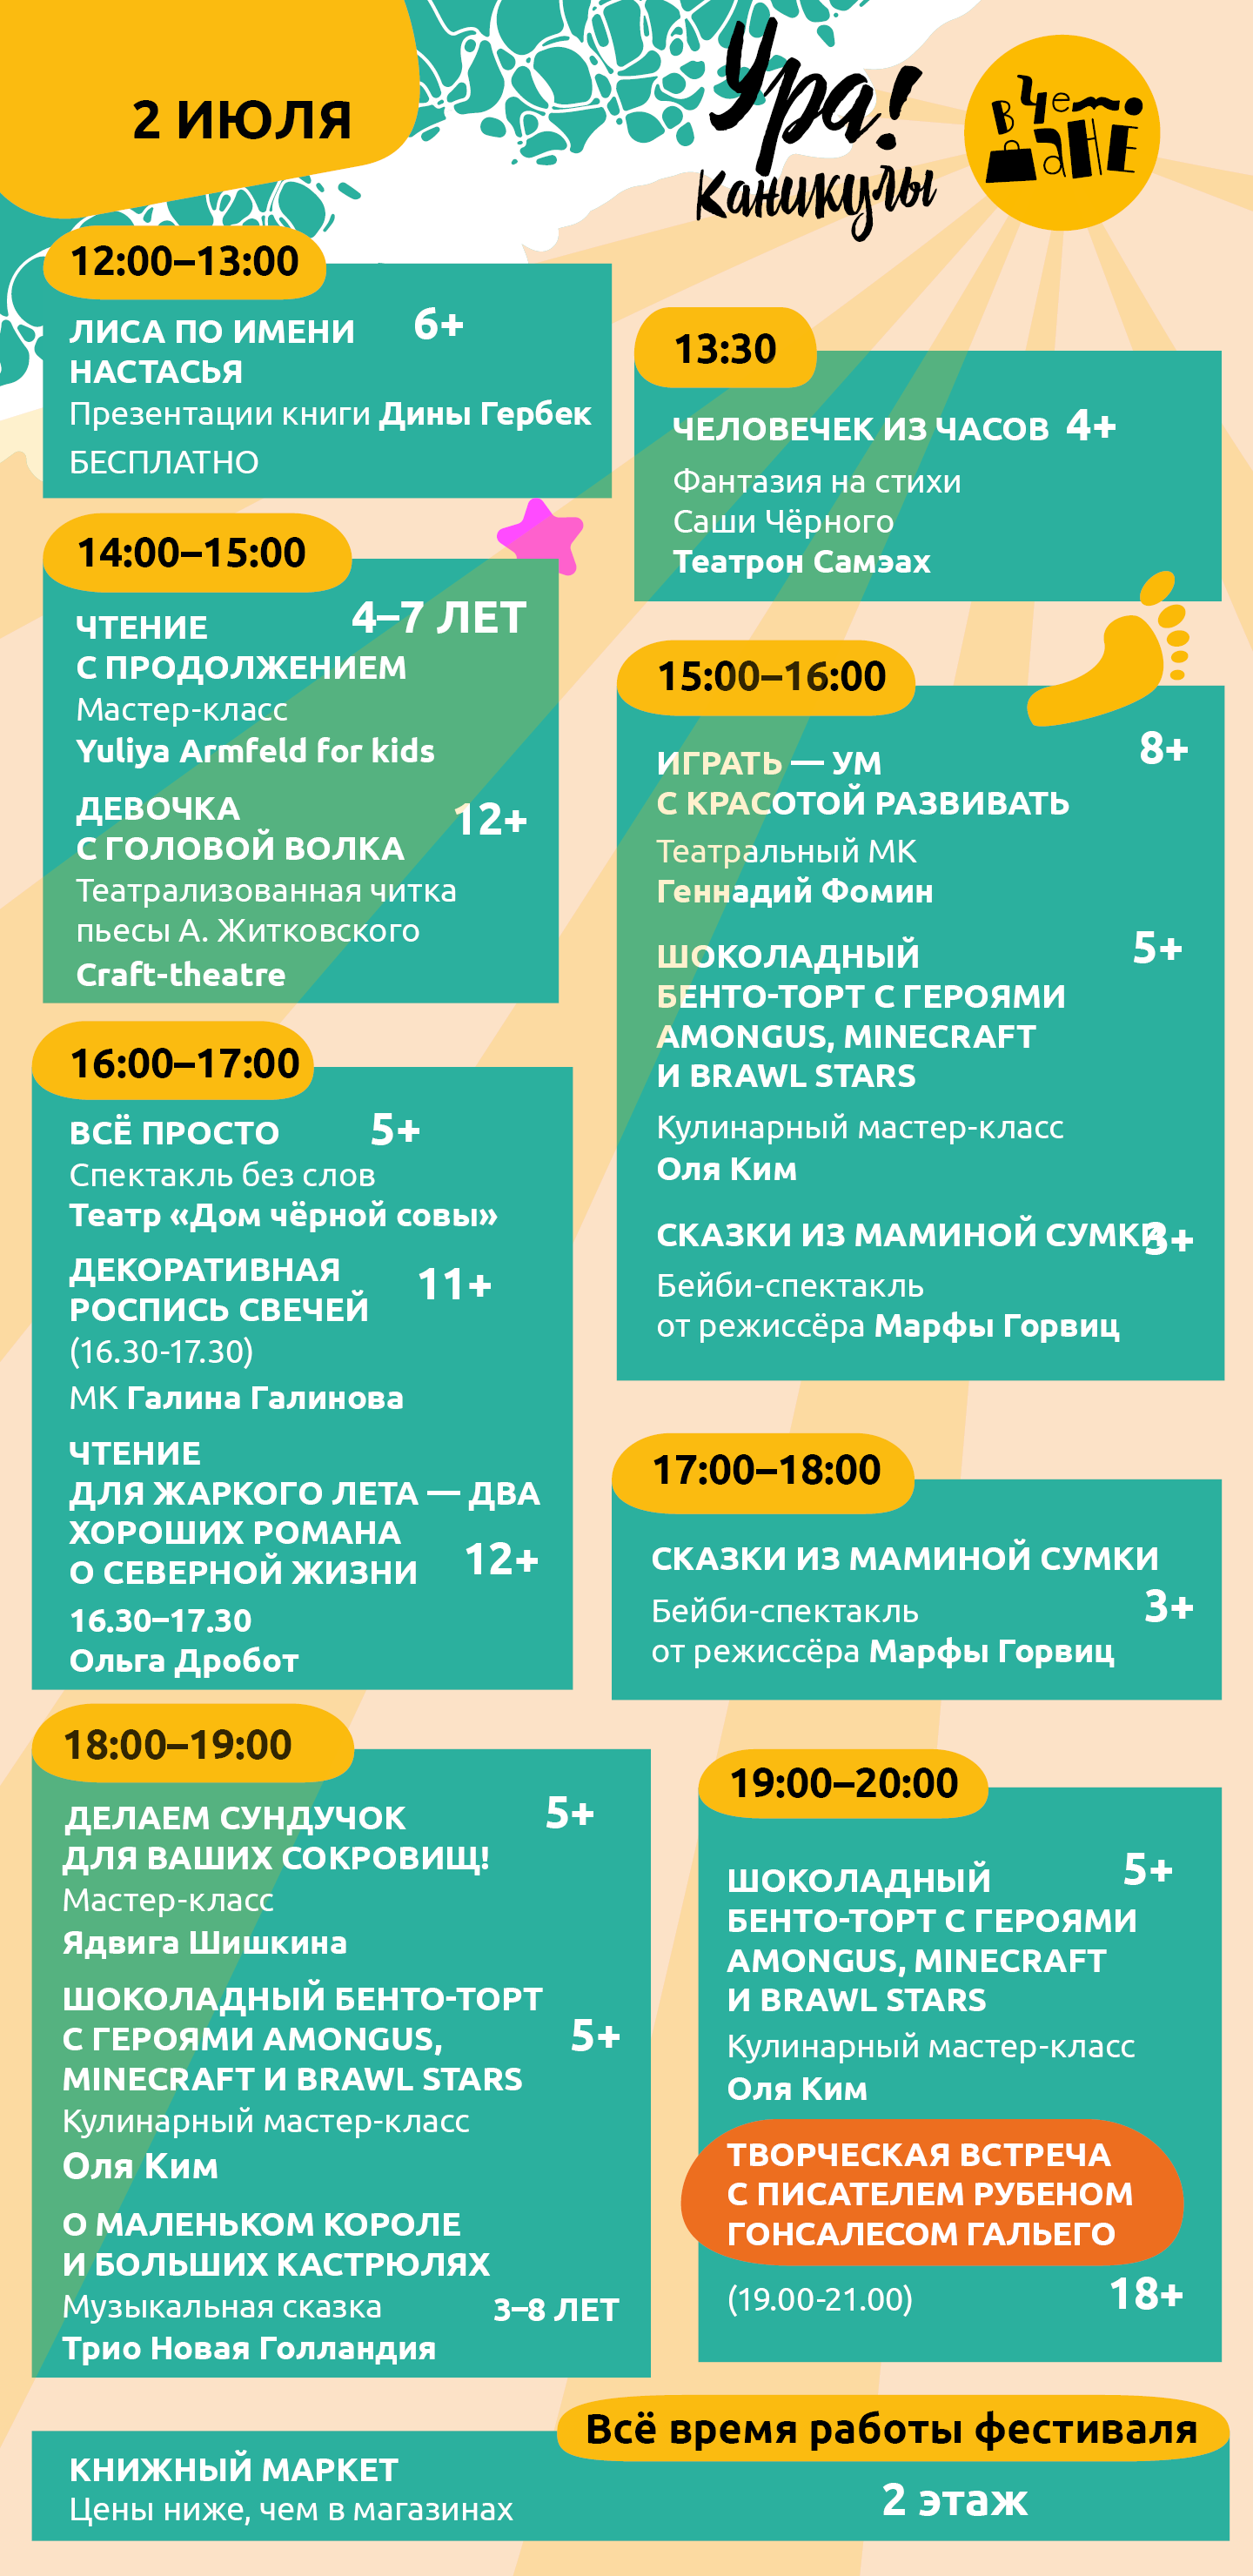 2 ИЮЛЯ
Ура!
Каникулы
В ЧеМО
даНЕ
12:00–13:00
ЛИСА ПО ИМЕНИ
НАСТАСЬЯ
6+
Презентации книги Дины Гербек
БЕСПЛАТНО
13:30
ЧЕЛОВЕЧЕК ИЗ ЧАСОВ 4+
Фантазия на стихи
Саши Чёрного
Театрон Самэах
14:00–15:00
4–7 ЛЕТ
ЧТЕНИЕ
С ПРОДОЛЖЕНИЕМ
Мастер-класс
Yuliya Armfeld for kids
ДЕВОЧКА
С ГОЛОВОЙ ВОЛКА
12+
Театрализованная читка
пьесы А. Житковского
Craft-theatre
15:00–16:00
8+
ИГРАТЬ — УМ
С КРАСОТОЙ РАЗВИВАТЬ
Театральный МК
Геннадий Фомин
5+
ШОКОЛАДНЫЙ
БЕНТО-ТОРТ С ГЕРОЯМИ
AMONGUS, MINECRAFT
И BRAWL STARS
Кулинарный мастер-класс
Оля Ким
СКАЗКИ ИЗ МАМИНОЙ СУМКИ
3+
Бейби-спектакль
от режиссёра Марфы Горвиц
16:00–17:00
ВСЁ ПРОСТО 5+
Спектакль без слов
Театр «Дом чёрной совы»
ДЕКОРАТИВНАЯ
РОСПИСЬ СВЕЧЕЙ
11+
(16.30-17.30)
МК Галина Галинова
ЧТЕНИЕ
ДЛЯ ЖАРКОГО ЛЕТА — ДВА
ХОРОШИХ РОМАНА
О СЕВЕРНОЙ ЖИЗНИ
12+
16.30–17.30
Ольга Дробот
17:00–18:00
СКАЗКИ ИЗ МАМИНОЙ СУМКИ
3+
Бейби-спектакль
от режиссёра Марфы Горвиц
18:00–19:00
5+
ДЕЛАЕМ СУНДУЧОК
ДЛЯ ВАШИХ СОКРОВИЩ!
Мастер-класс
Ядвига Шишкина
ШОКОЛАДНЫЙ БЕНТО-ТОРТ
С ГЕРОЯМИ AMONGUS,
MINECRAFT И BRAWL STARS
5+
Кулинарный мастер-класс
Оля Ким
О МАЛЕНЬКОМ КОРОЛЕ
И БОЛЬШИХ КАСТРЮЛЯХ
Музыкальная сказка
3–8 ЛЕТ
Трио Новая Голландия
19:00–20:00
5+
ШОКОЛАДНЫЙ
БЕНТО-ТОРТ С ГЕРОЯМИ
AMONGUS, MINECRAFT
И BRAWL STARS
Кулинарный мастер-класс
Оля Ким
ТВОРЧЕСКАЯ ВСТРЕЧА
С ПИСАТЕЛЕМ РУБЕНОМ
ГОНСАЛЕСОМ ГАЛЬЕГО
(19.00-21.00)
18+
Всё время работы фестиваля
КНИЖНЫЙ МАРКЕТ
Цены ниже, чем в магазинах
2 этаж